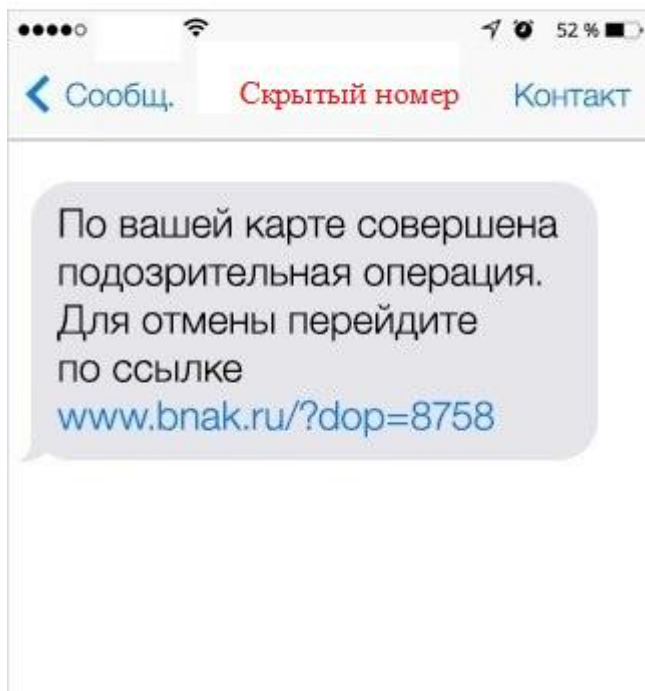 52 %
Сообщ. Скрытый номер Контакт
По вашей карте совершена
подозрительная операция.
Для отмены перейдите
по ссылке
www.bnak.ru/?dop=8758